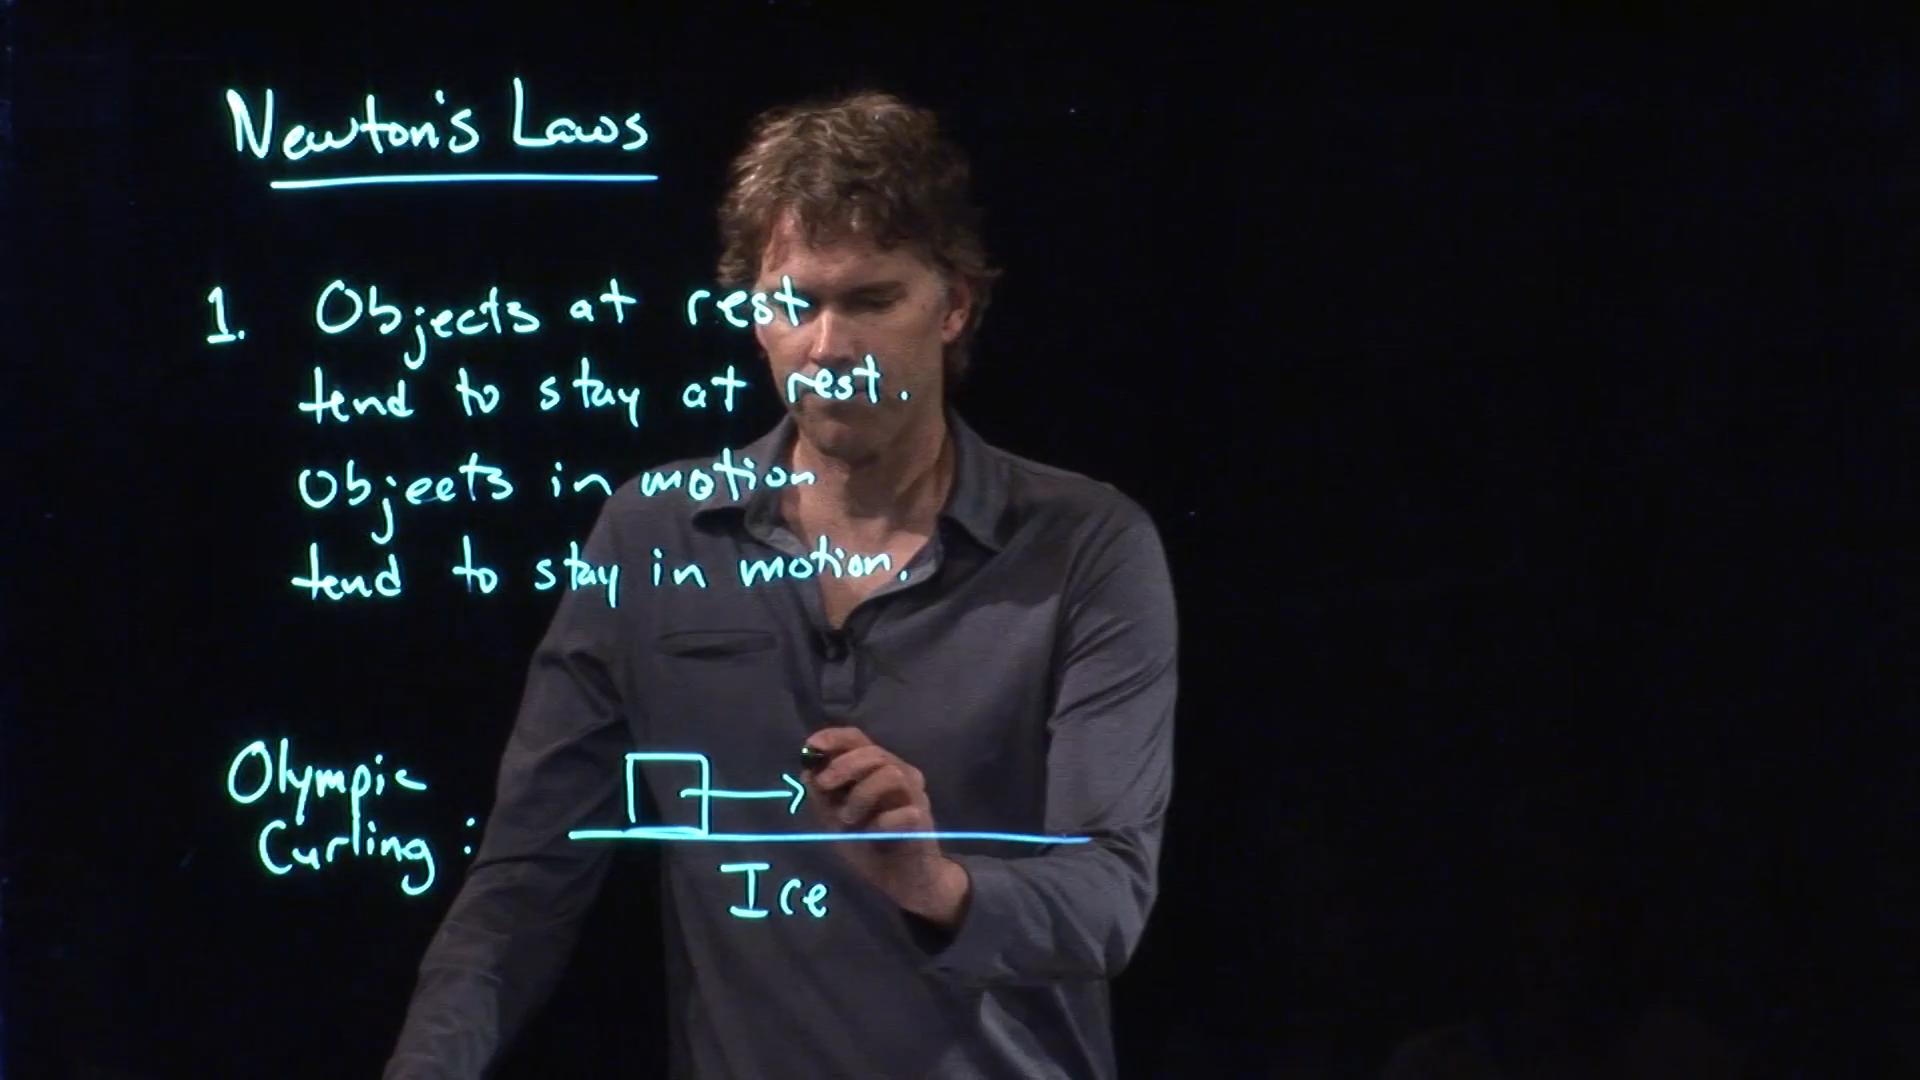 Newton's Laws
1. Objects at rest
tend to stay at rest.
Objects in motion
tend to stay in motion.
Olympic
Curling :
Ice